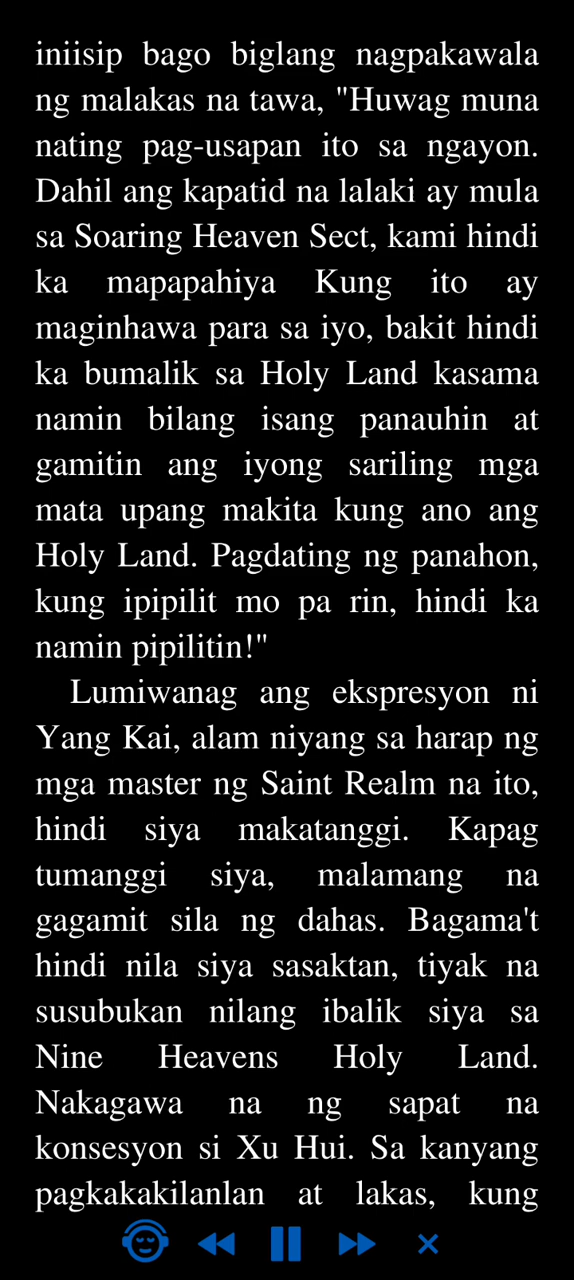 iniisip bago biglang nagpakawala
ng malakas na tawa, "Huwag muna
nating pag-usapan ito sa ngayon.
Dahil ang kapatid na lalaki ay mula
sa Soaring Heaven Sect, kami hindi
ka mapapahiya Kung ito ay
maginhawa para sa iyo, bakit hindi
ka bumalik sa Holy Land kasama
namin bilang isang panauhin at
gamitin ang iyong sariling mga
mata upang makita kung ano ang
Holy Land. Pagdating ng panahon,
kung ipipilit mo pa rin, hindi ka
namin pipilitin!"
Lumiwanag ang ekspresyon ni
Yang Kai, alam niyang sa harap ng
mga master ng Saint Realm na ito,
hindi siya makatanggi. Kapag
tumanggi siya, malamang na
gagamit sila ng dahas. Bagama't
hindi nila siya sasaktan, tiyak na
susubukan nilang ibalik siya sa
Nine Heavens Holy Land.
Nakagawa na ng sapat na
konsesyon si Xu Hui. Sa kanyang
pagkakakilanlan at lakas, kung